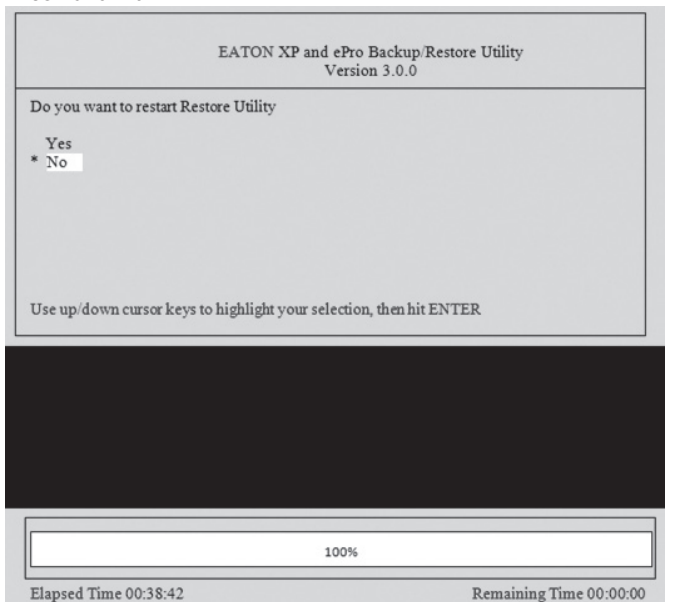 EATON XP and ePro Backup/Restore Utility
Version 3.0.0
Do you want to restart Restore Utility
Yes
* No
Use up/down cursor keys to highlight your selection, then hit ENTER
100%
Elapsed Time 00:38:42 Remaining Time 00:00:00